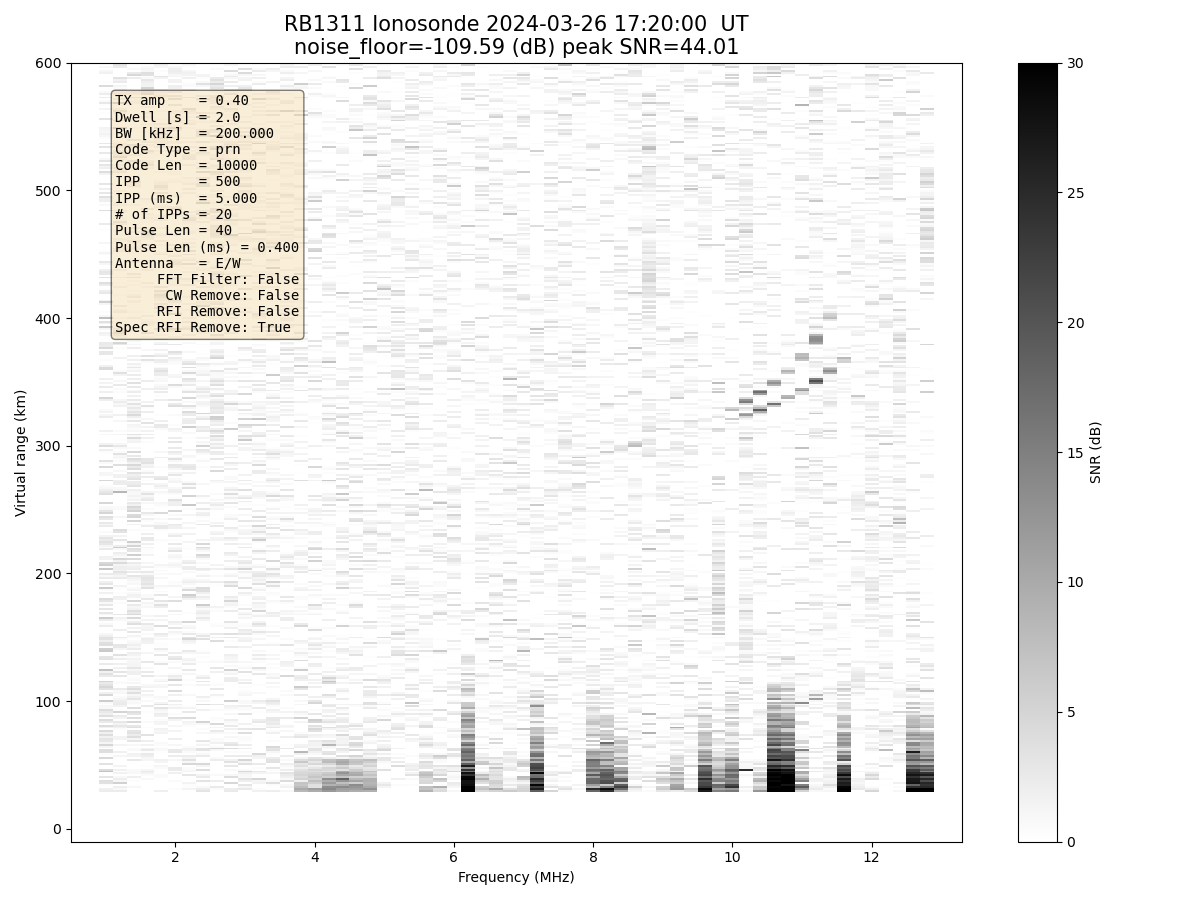 RB1311 Ionosonde 2024-03-26 17:20:00  UT
noise_floor=-109.59 (dB) peak SNR=44.01
TX amp    = 0.40
Dwell [s] = 2.0
BW [kHz]  = 200.000
Code Type = prn
Code Len  = 10000
IPP       = 500
IPP (ms)  = 5.000
# of IPPs = 20
Pulse Len = 40
Pulse Len (ms) = 0.400
Antenna   = E/W
FFT Filter: False
CW Remove: False
RFI Remove: False
Spec RFI Remove: True
600
500
400
300
200
100
0
Virtual range (km)
2
4
6
8
10
12
Frequency (MHz)
30
25
20
15
10
5
0
SNR (dB)